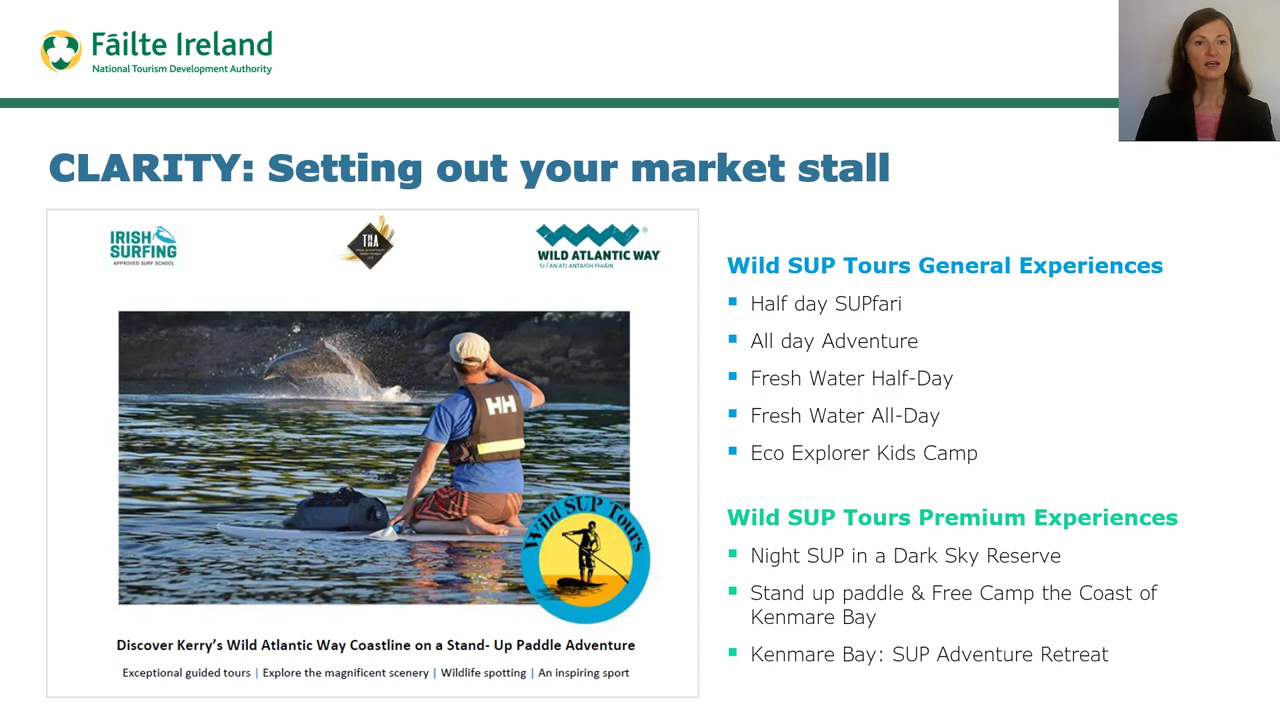 Fáilte Ireland
National Tourism Development Authority
CLARITY: Setting out your market stall
IRISH
SURFING
APPROVED SURF SCHOOL
WILD ATLANTIC WAY
HH
Wild SUP Tours
Discover Kerry's Wild Atlantic Way Coastline on a Stand- Up Paddle Adventure
Exceptional guided tours | Explore the magnificent scenery | Wildlife spotting | An inspiring sport
Wild SUP Tours General Experiences
Half day SUPfari
All day Adventure
Fresh Water Half-Day
Fresh Water All-Day
Eco Explorer Kids Camp
Wild SUP Tours Premium Experiences
Night SUP in a Dark Sky Reserve
Stand up paddle & Free Camp the Coast of
Kenmare Bay
Kenmare Bay: SUP Adventure Retreat